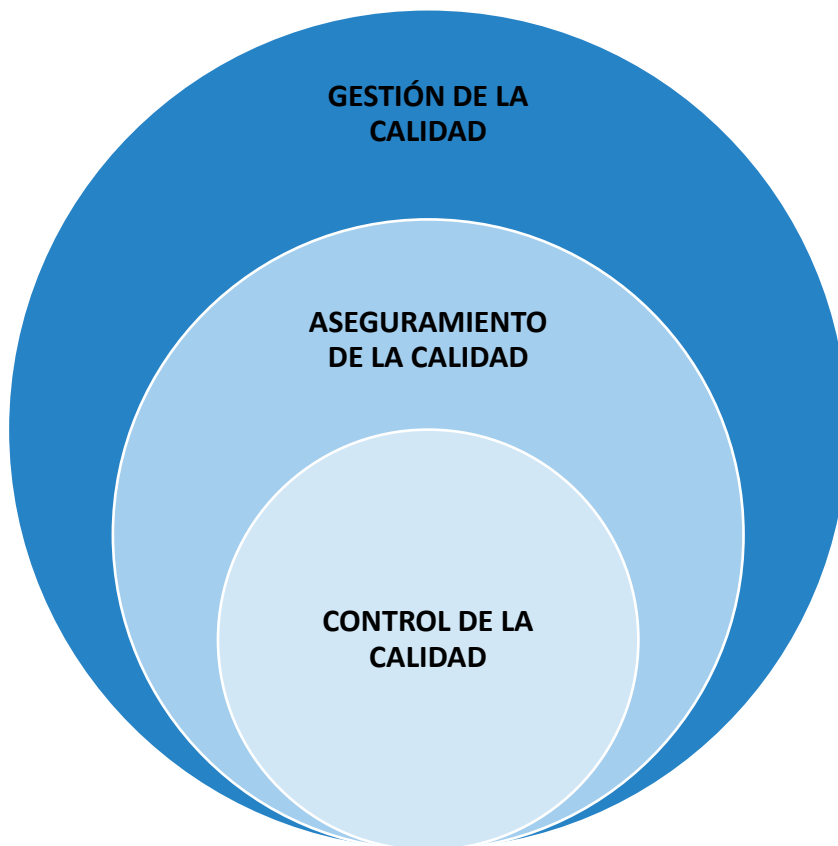 GESTIÓN DE LA
CALIDAD
ASEGURAMIENTO
DE LA CALIDAD
CONTROL DE LA
CALIDAD